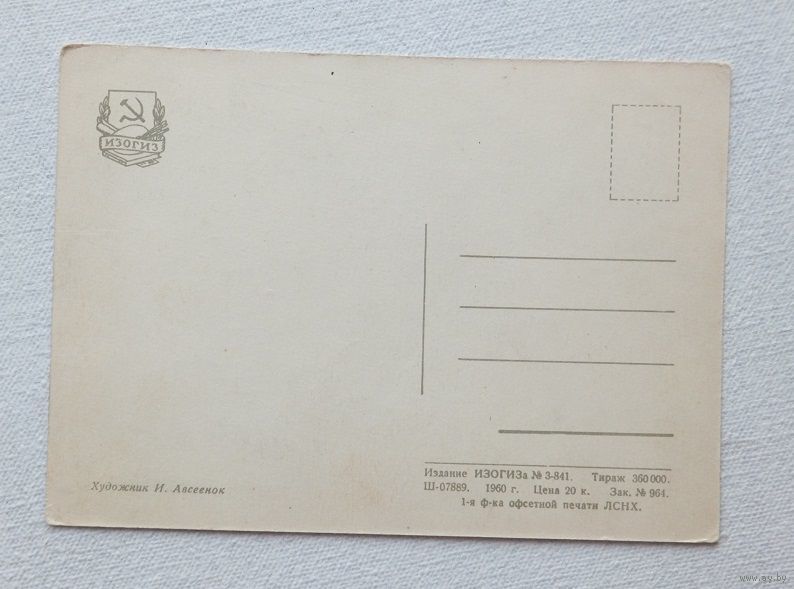 ИЗОГИЗ
Художник И. Авсеенок
Издание ИЗОГИЗа № 3-841. Тираж 360 000.
Ш-07889. 1960 г. Цена 20 к. Зак. № 964.
1-я ф-ка офсетной печати ЛСНХ.
www.ay.by